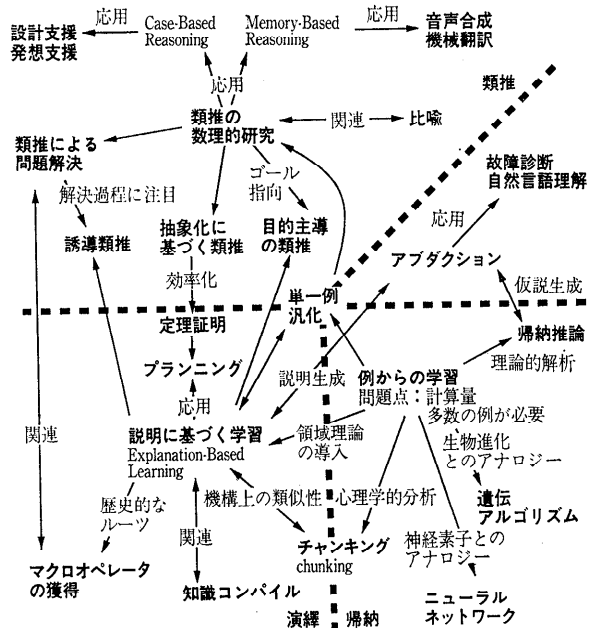 応用
設計支援
発想支援
Case-Based
Reasoning
Memory-Based
Reasoning
応用
音声合成
機械翻訳
応用
類推
類推の
数理的研究
関連
比喩
類推による
問題解決
ゴール
指向
故障診断
自然言語理解
解決過程に注目
応用
誘導類推
抽象化に
基づく類推
目的主導
の類推
アブダクション
効率化
単一例
汎化
仮説生成
定理証明
帰納推論
プランニング
説明生成
例からの学習
理論的解析
問題点：計算量
多数の例が必要
応用
関連
説明に基づく学習
Explanation-Based
Learning
領域理論
の導入
生物進化
とのアナロジー
歴史的な
ルーツ
機構上の類似性
心理学的分析
遺伝
アルゴリズム
関連
チャンキング
chunking
神経素子との
アナロジー
マクロオペレータ
の獲得
知識コンパイル
ニューラル
ネットワーク
演繹
帰納